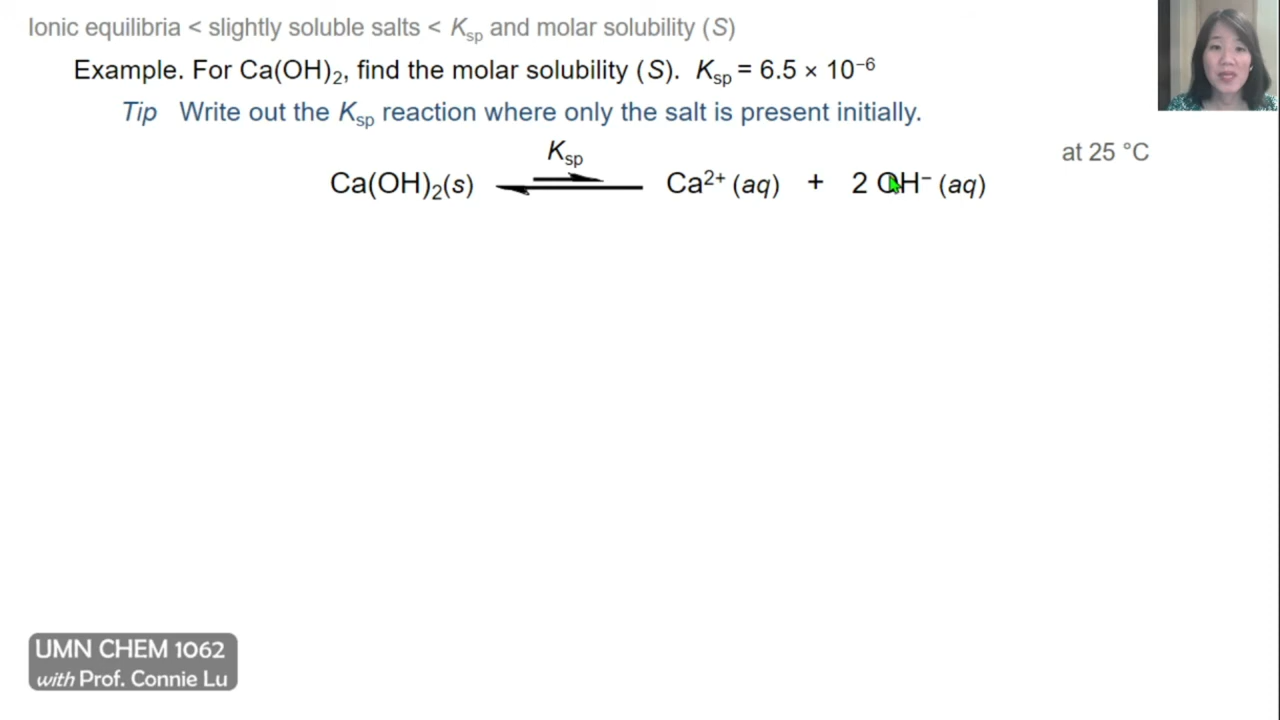 Ionic equilibria < slightly soluble salts < Ksp and molar solubility (S)
Example. For Ca(OH)₂, find the molar solubility (S). Ksp = 6.5 × 10⁻⁶
Tip Write out the Ksp reaction where only the salt is present initially.
at 25 °C
Ksp
Ca(OH)₂(s) ⇌ Ca²⁺ (aq) + 2 OH⁻ (aq)
UMN CHEM 1062
with Prof. Connie Lu